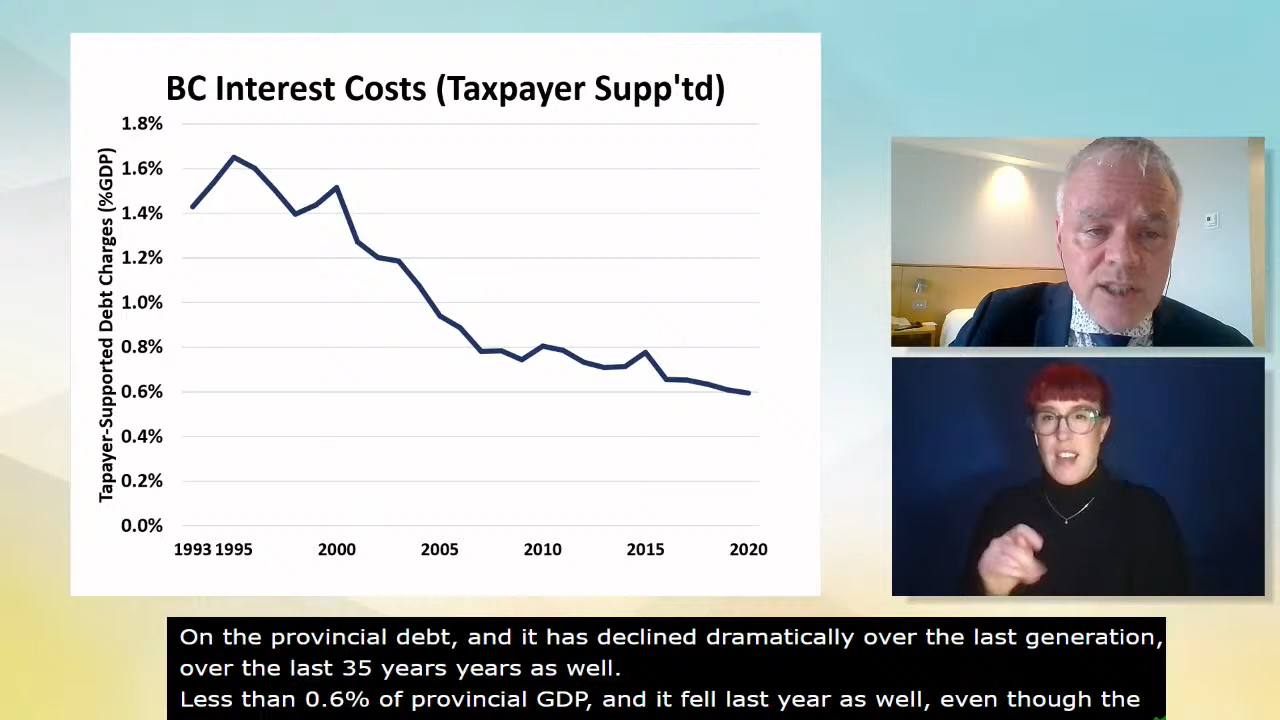 BC Interest Costs (Taxpayer Supp'td)
Tapayer-Supported Debt Charges (%GDP)
1.8%
1.6%
1.4%
1.2%
1.0%
0.8%
0.6%
0.4%
0.2%
0.0%
1993 1995 2000 2005 2010 2015 2020
On the provincial debt, and it has declined dramatically over the last generation,
over the last 35 years years as well.
Less than 0.6% of provincial GDP, and it fell last year as well, even though the